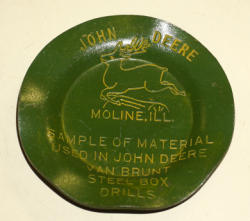 JOHN DEERE
MOLINE, ILL.
SAMPLE OF MATERIAL
USED IN JOHN DEERE
VAN BRUNT
STEEL BOX
DRILLS